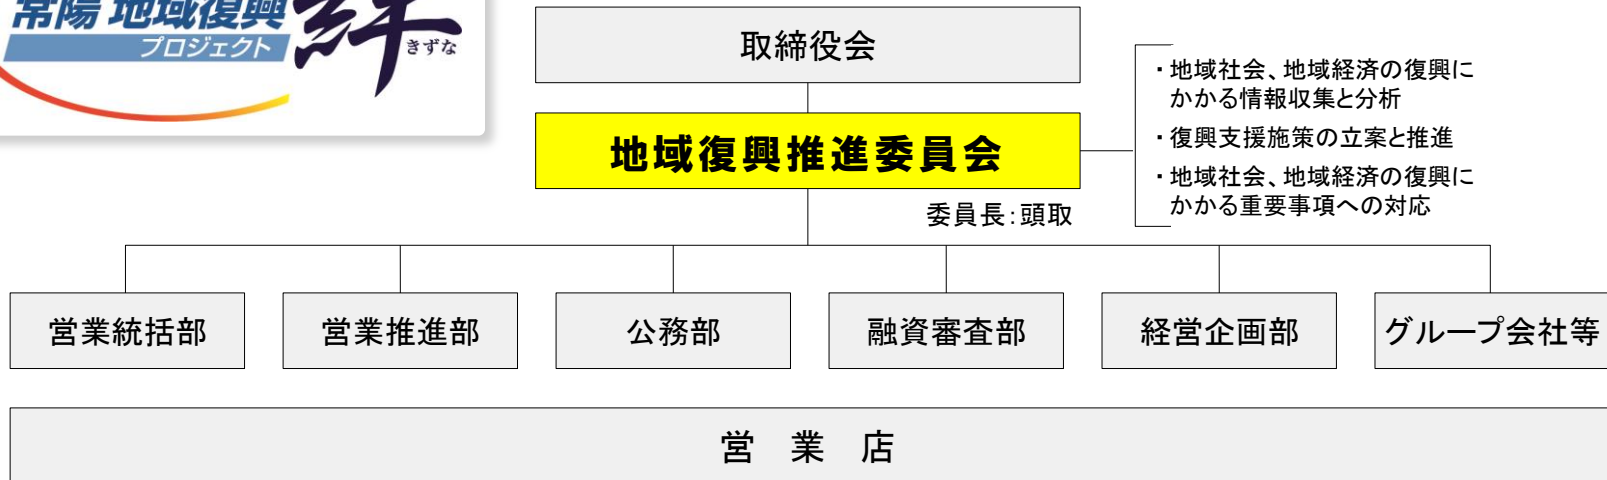 常陽 地域復興
プロジェクト
絆
きずな
取締役会
地域復興推進委員会
委員長：頭取
・地域社会、地域経済の復興に
かかる情報収集と分析
・復興支援施策の立案と推進
・地域社会、地域経済の復興に
かかる重要事項への対応
営業統括部
営業推進部
公務部
融資審査部
経営企画部
グループ会社等
営　業　店